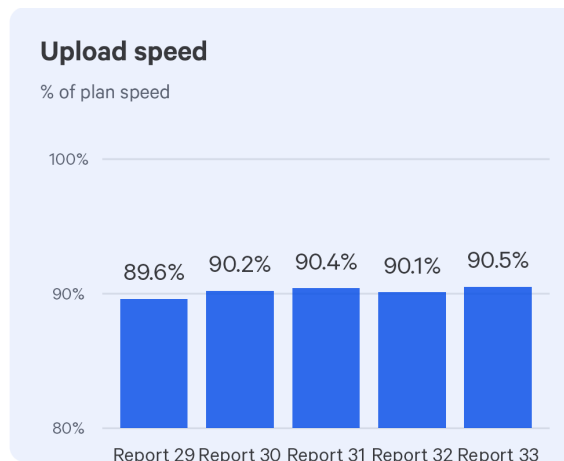 Upload speed
% of plan speed
100%
89.6% 90.2% 90.4% 90.1% 90.5%
90%
80%
Report 29 Report 30 Report 31 Report 32 Report 33